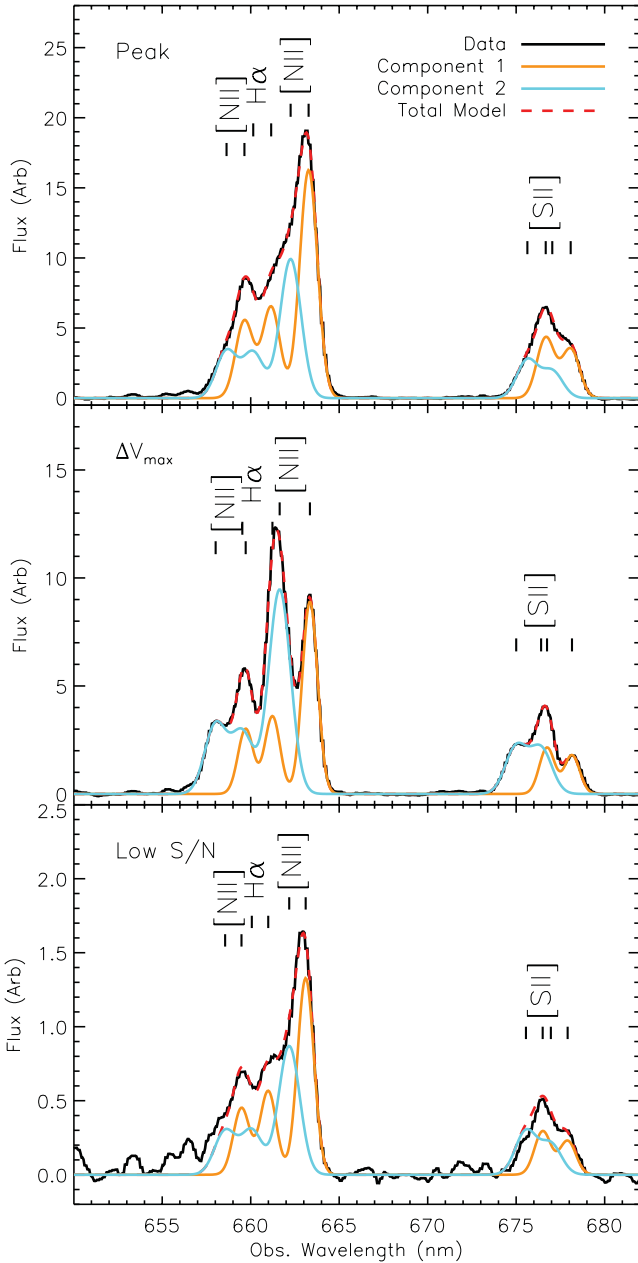 Peak
[NII]
Hα
[NII]
Data
Component 1
Component 2
Total Model
[SII]
25
20
15
10
5
0
Flux (Arb)
ΔVmax
[NII]
Hα
[NII]
[SII]
15
10
5
0
Flux (Arb)
Low S/N
[NII]
Hα
[NII]
[SII]
2.5
2.0
1.5
1.0
0.5
0.0
Flux (Arb)
655 660 665 670 675 680
Obs. Wavelength (nm)